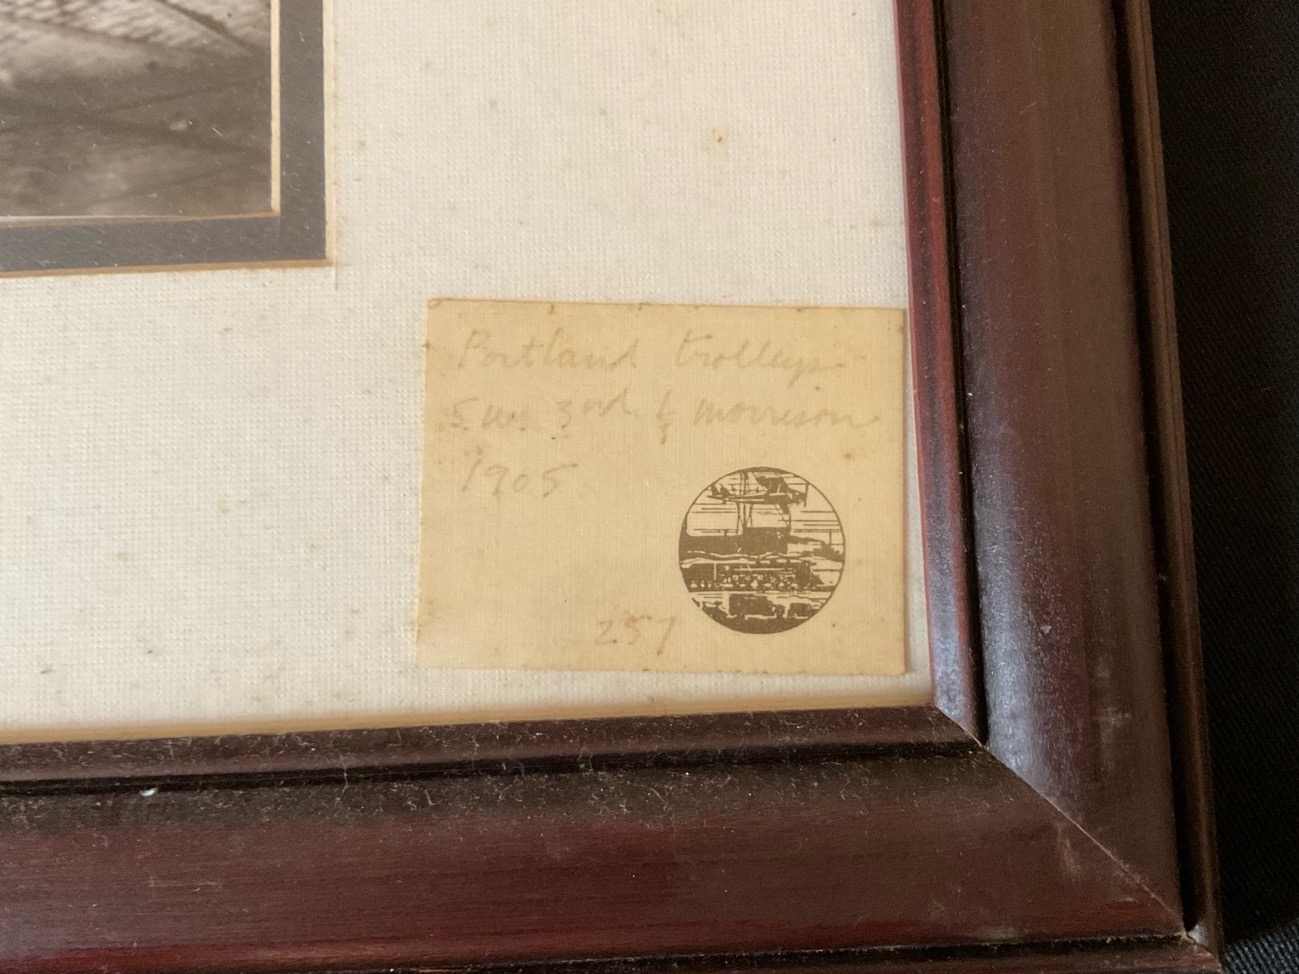 Portland trolleys
S.W. 3rd & Morrison
1905
257